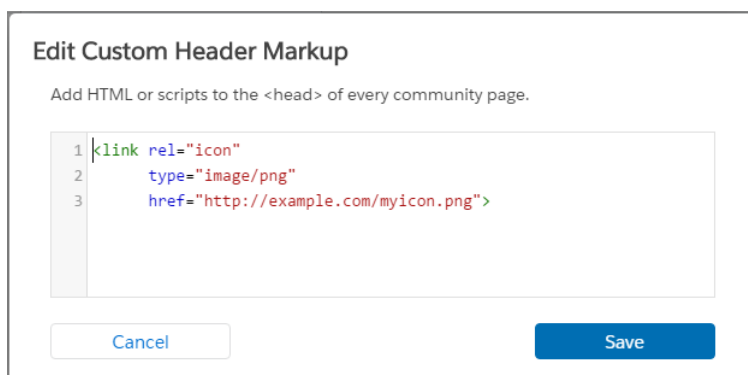 Edit Custom Header Markup
Add HTML or scripts to the <head> of every community page.
1 <link rel="icon"
2 type="image/png"
3 href="http://example.com/myicon.png">
Cancel Save